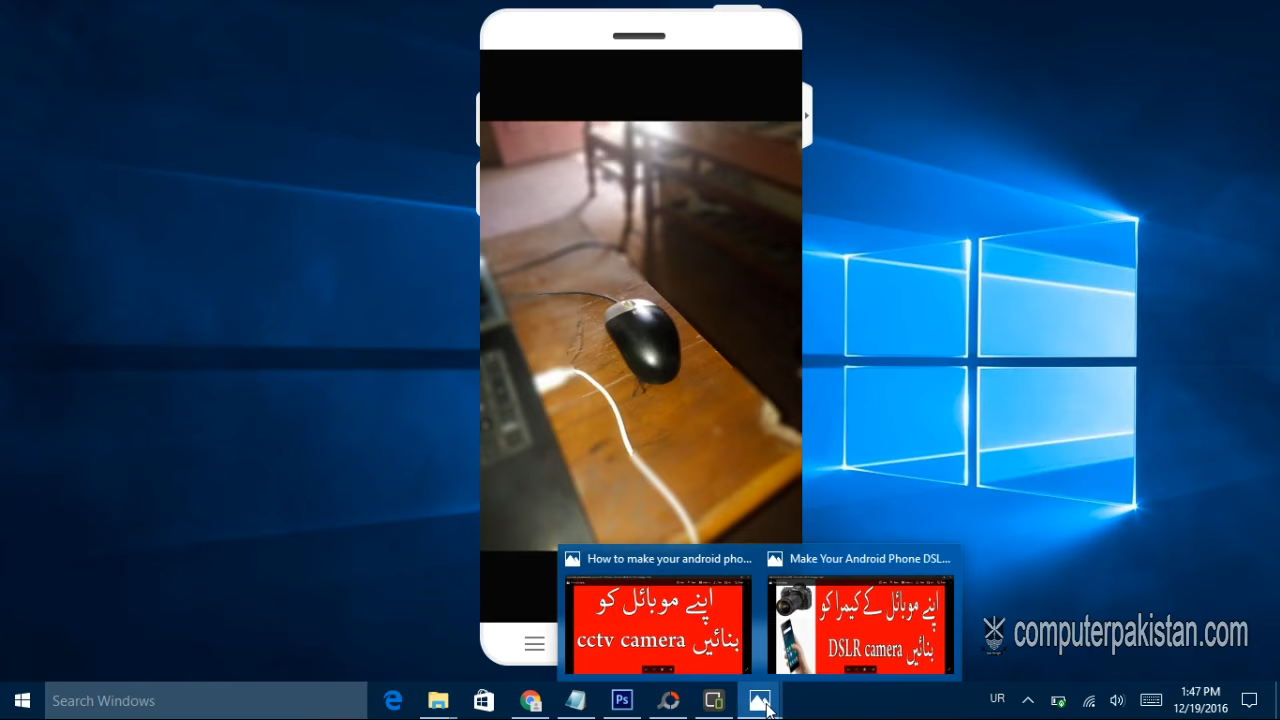 How to make your android pho...
Make Your Android Phone DSL...
اپنے موبائل کو
cctv camera بنائیں
اپنے موبائل کے کیمرا کو
DSLR camera بنائیں
computerpakistan.com
Search Windows
Ps
UR
1:47 PM
12/19/2016